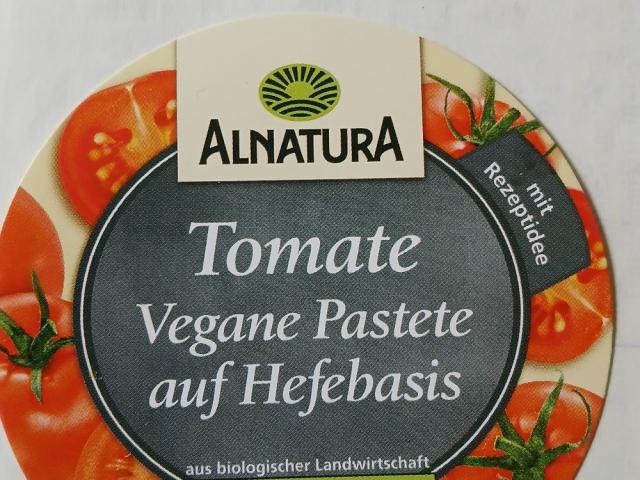 ALNATURA
mit
Rezeptidee
Tomate
Vegane Pastete
auf Hefebasis
aus biologischer Landwirtschaft